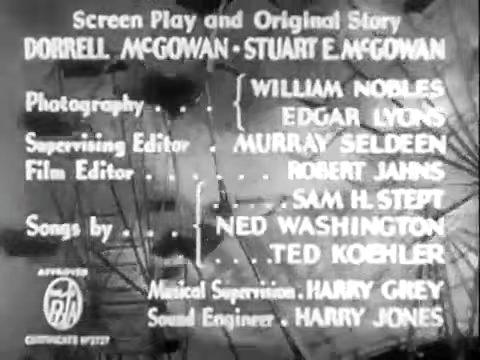 Screen Play and Original Story
DORRELL McGOWAN · STUART E. McGOWAN
Photography . . . { WILLIAM NOBLES
EDGAR LYONS
Supervising Editor . MURRAY SELDEEN
Film Editor . . . . . . ROBERT JAHNS
Songs by . . . { . . . . . SAM H. STEPT
NED WASHINGTON
. . . . TED KOEHLER
APPROVED
Musical Supervision . HARRY GREY
Sound Engineer . HARRY JONES
CERTIFICATE Nº